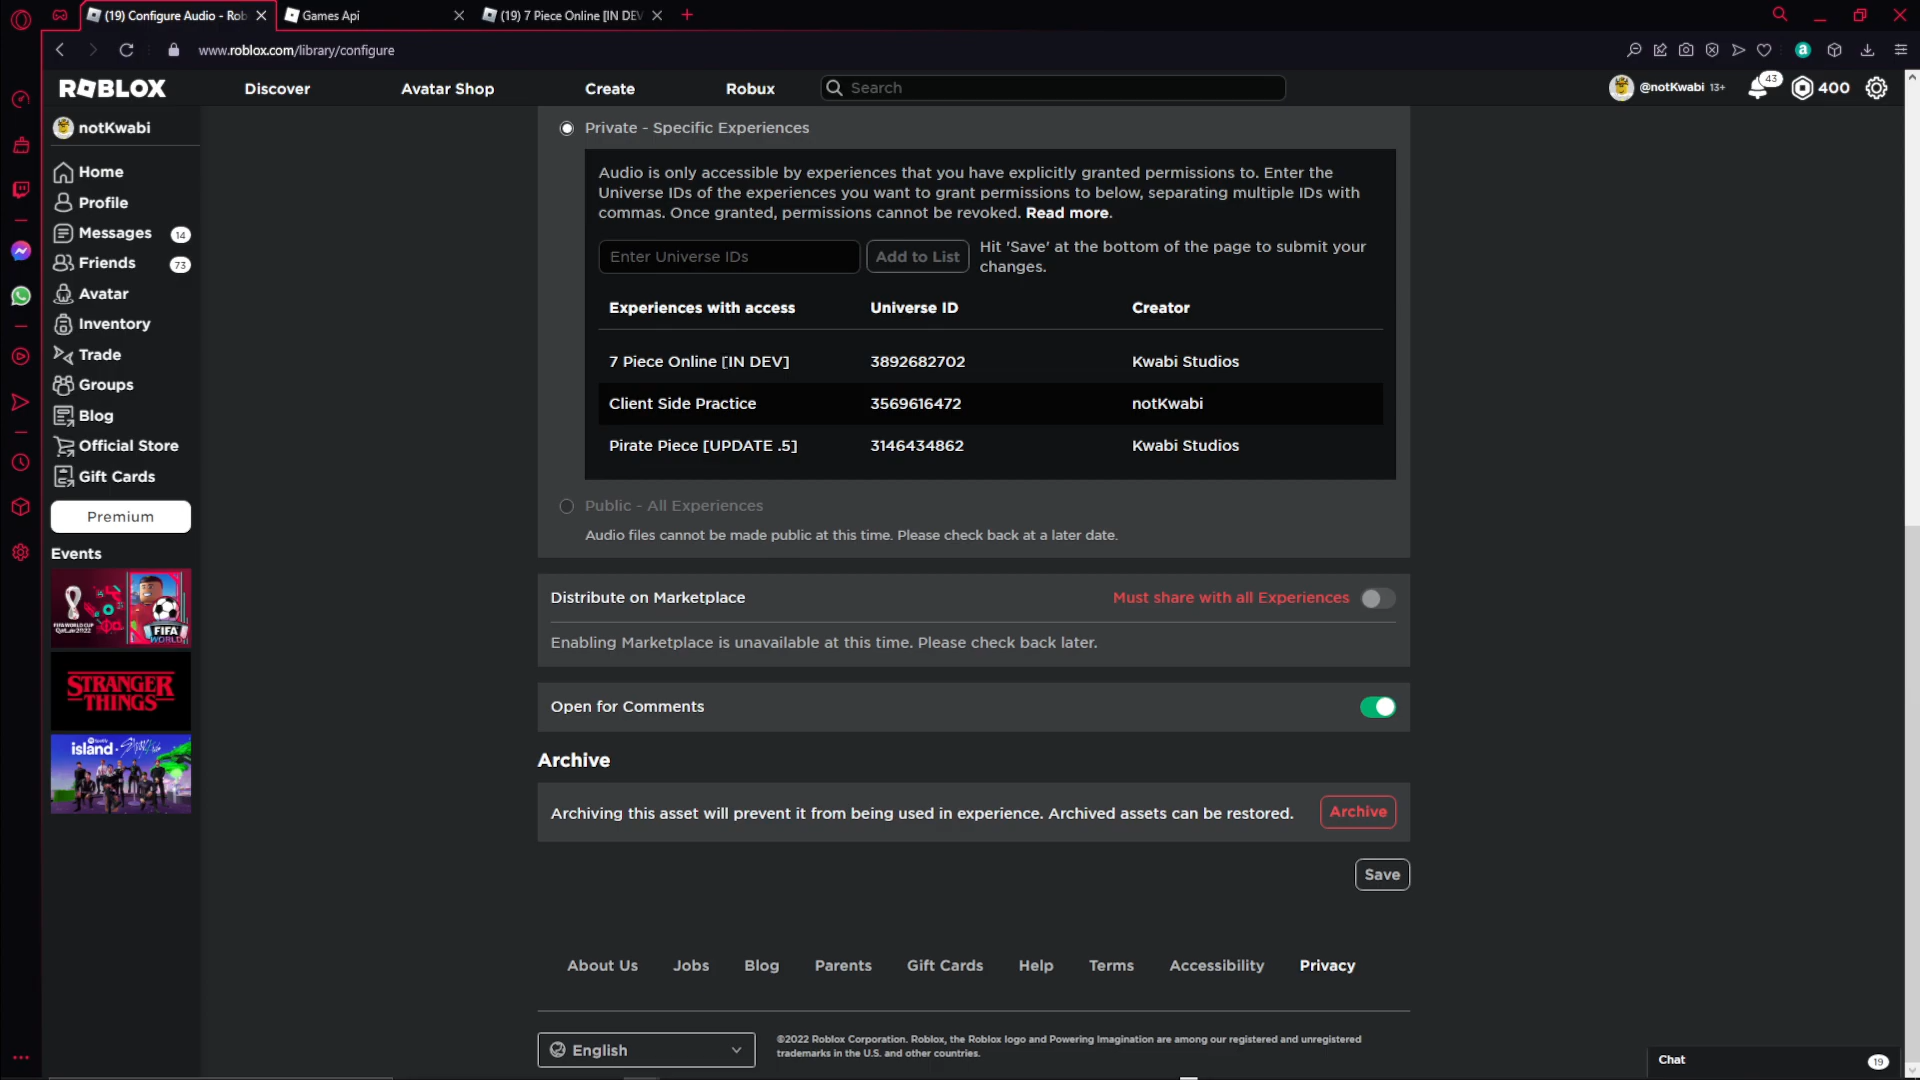 (19) Configure Audio - Rob
Games Api
(19) 7 Piece Online [IN DEV
www.roblox.com/library/configure
ROBLOX
Discover
Avatar Shop
Create
Robux
Search
@notKwabi 13+
43
400
notKwabi
Home
Profile
Messages 14
Friends 73
Avatar
Inventory
Trade
Groups
Blog
Official Store
Gift Cards
Premium
Events
FIFA WORLD CUP
Qatar2022
FIFA
WORLD
STRANGER
THINGS
Spotify
island
Private - Specific Experiences
Audio is only accessible by experiences that you have explicitly granted permissions to. Enter the
Universe IDs of the experiences you want to grant permissions to below, separating multiple IDs with
commas. Once granted, permissions cannot be revoked. Read more.
Enter Universe IDs
Add to List
Hit 'Save' at the bottom of the page to submit your
changes.
Experiences with access Universe ID Creator
7 Piece Online [IN DEV] 3892682702 Kwabi Studios
Client Side Practice 3569616472 notKwabi
Pirate Piece [UPDATE .5] 3146434862 Kwabi Studios
Public - All Experiences
Audio files cannot be made public at this time. Please check back at a later date.
Distribute on Marketplace
Must share with all Experiences
Enabling Marketplace is unavailable at this time. Please check back later.
Open for Comments
Archive
Archiving this asset will prevent it from being used in experience. Archived assets can be restored.
Archive
Save
About Us Jobs Blog Parents Gift Cards Help Terms Accessibility Privacy
English
©2022 Roblox Corporation. Roblox, the Roblox logo and Powering Imagination are among our registered and unregistered
trademarks in the U.S. and other countries.
Chat 19